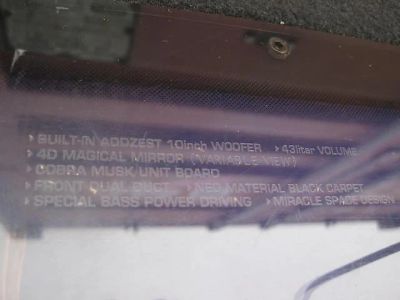 › BUILT-IN ADDZEST 10inch WOOFER › 43liter VOLUME
› 4D MAGICAL MIRROR (VARIABLE VIEW)
› COBRA MUSK UNIT BOARD
› FRONT DUAL DUCT › NEO MATERIAL BLACK CARPET
› SPECIAL BASS POWER DRIVING › MIRACLE SPACE DESIGN